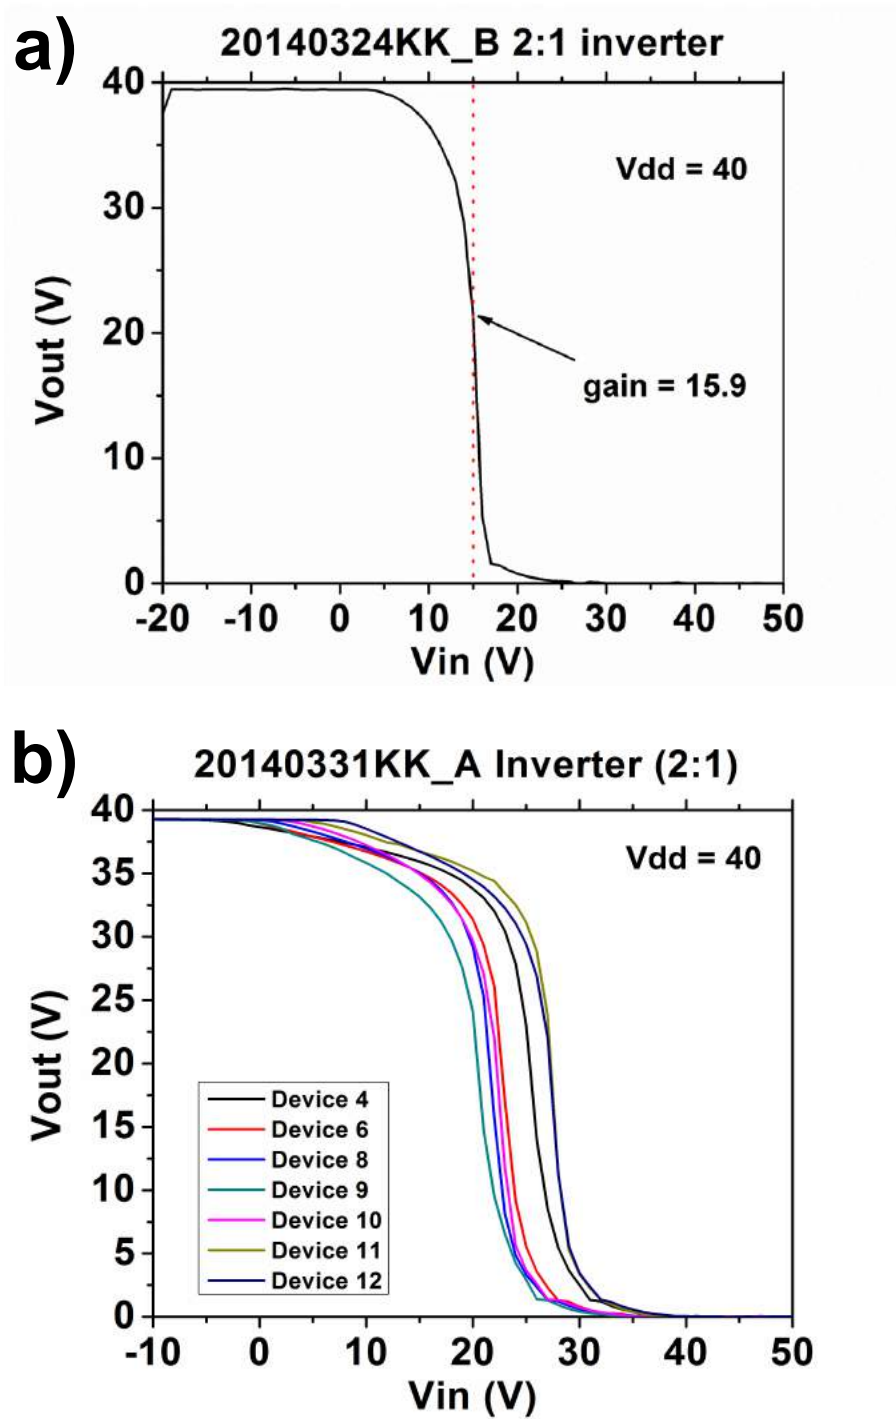 a)
20140324KK_B 2:1 inverter
40
30
20
10
0
Vout (V)
Vdd = 40
gain = 15.9
-20 -10 0 10 20 30 40 50
Vin (V)
b)
20140331KK_A Inverter (2:1)
40
35
30
25
20
15
10
5
0
Vout (V)
Vdd = 40
Device 4
Device 6
Device 8
Device 9
Device 10
Device 11
Device 12
-10 0 10 20 30 40 50
Vin (V)